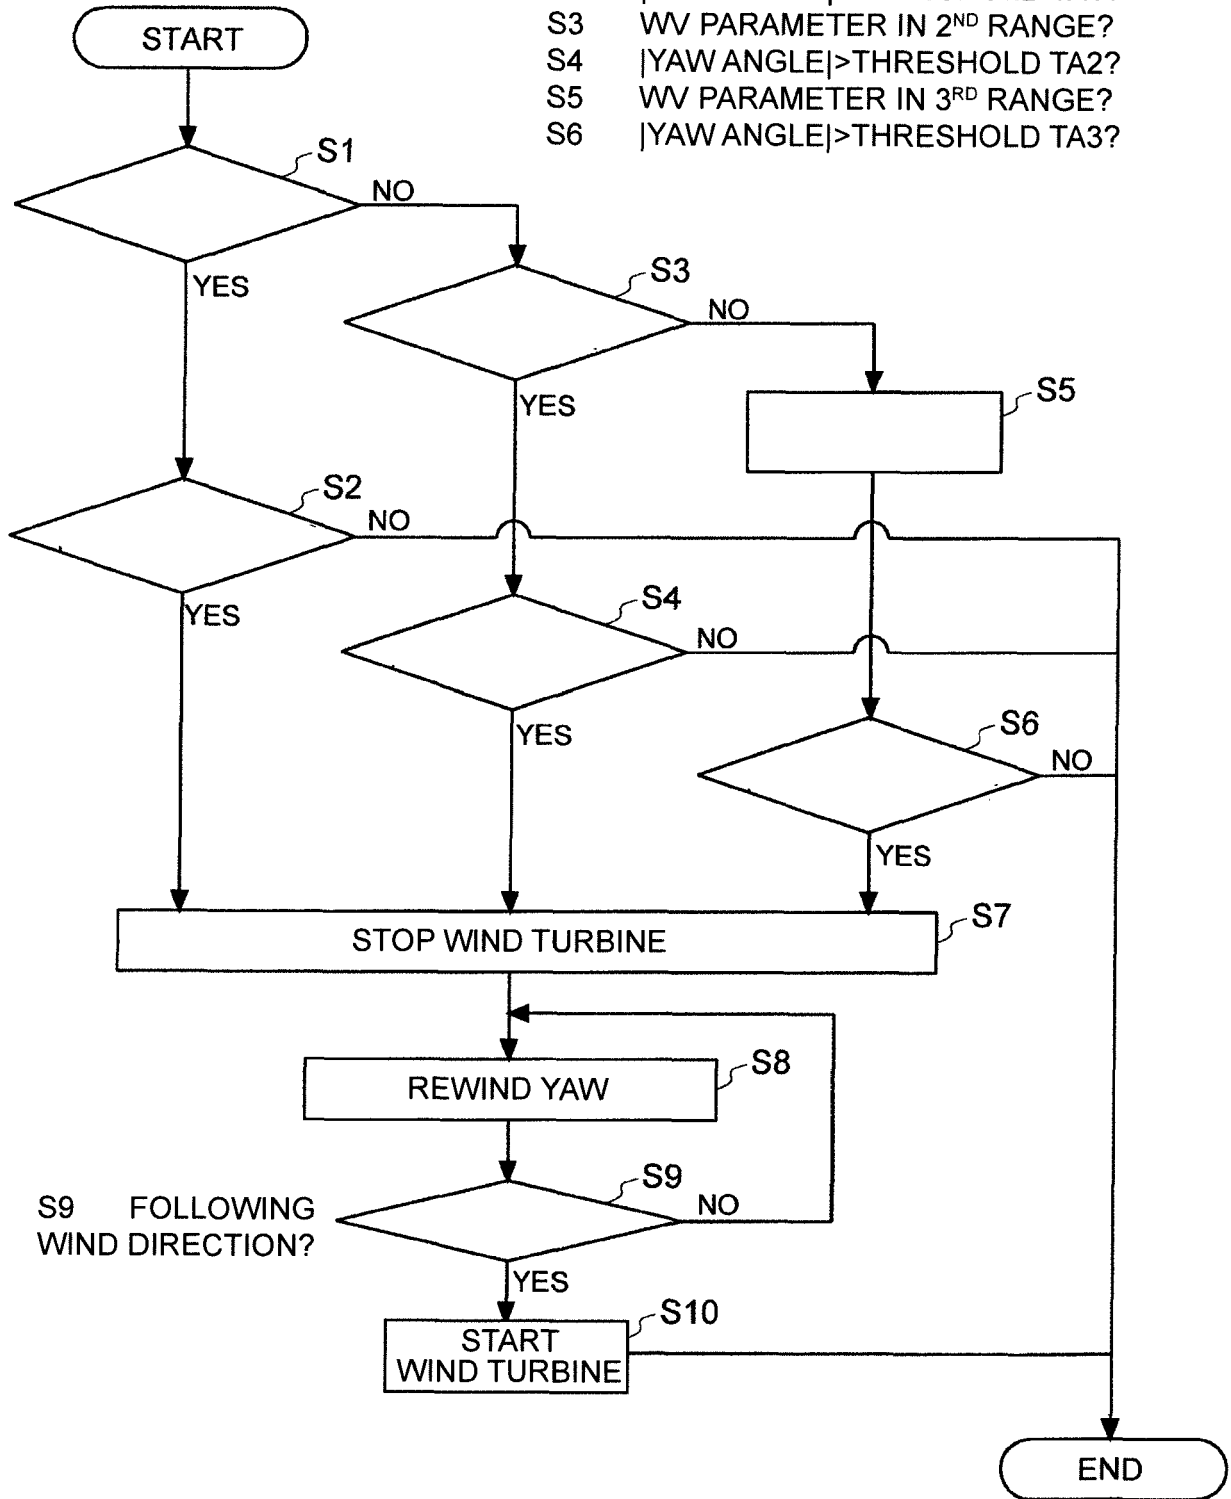 START
S3 WV PARAMETER IN 2ND RANGE?
S4 |YAW ANGLE|>THRESHOLD TA2?
S5 WV PARAMETER IN 3RD RANGE?
S6 |YAW ANGLE|>THRESHOLD TA3?
S1
NO
YES
S3
NO
YES
S5
S2
NO
YES
S4
NO
YES
S6
NO
YES
S7
STOP WIND TURBINE
S8
REWIND YAW
S9
NO
S9 FOLLOWING
WIND DIRECTION?
YES
S10
START
WIND TURBINE
END